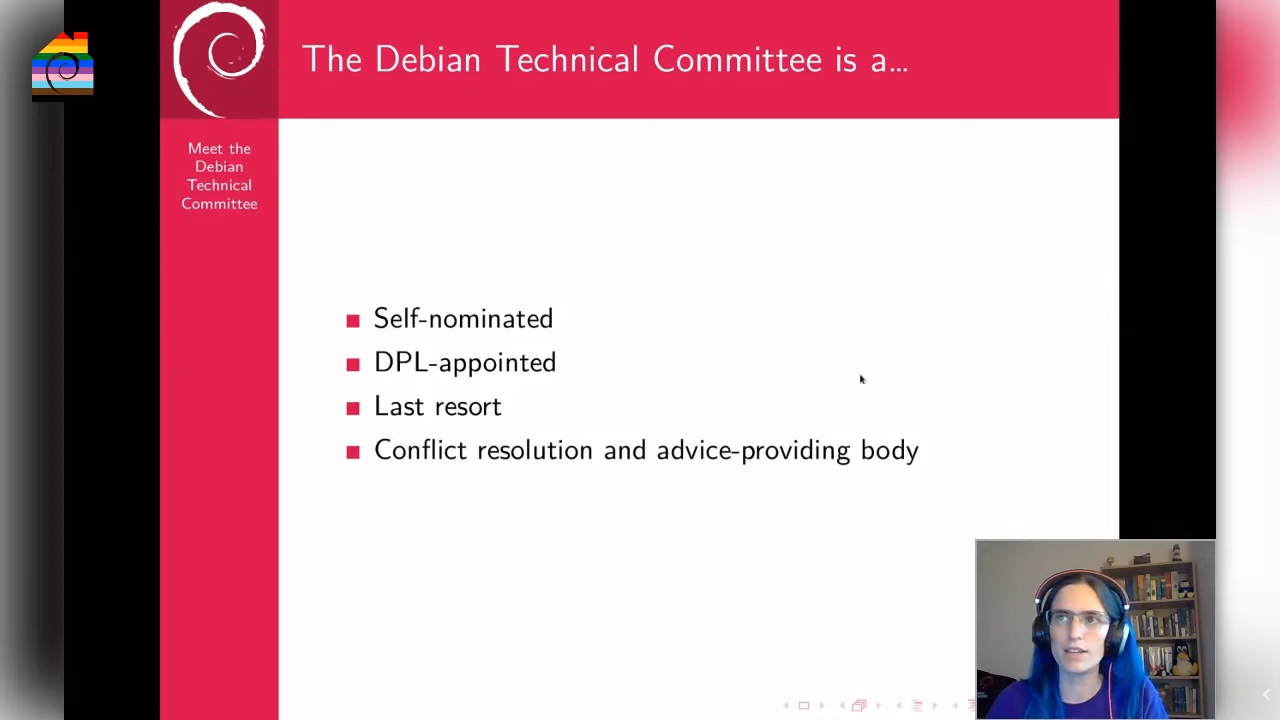 The Debian Technical Committee is a...
Meet the
Debian
Technical
Committee
Self-nominated
DPL-appointed
Last resort
Conflict resolution and advice-providing body